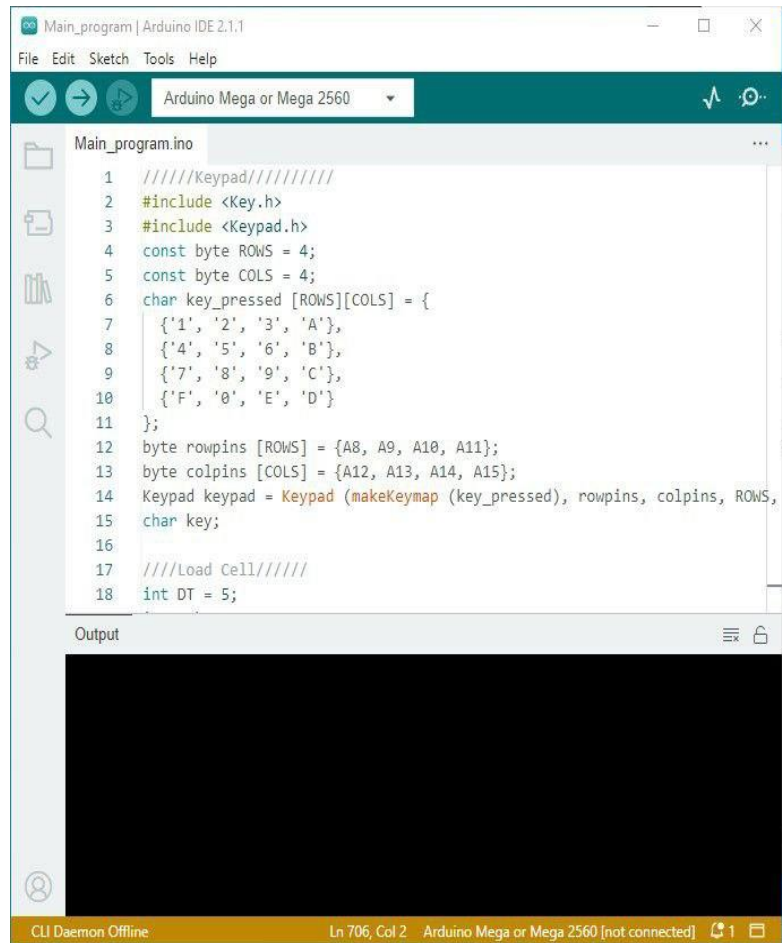 Main_program | Arduino IDE 2.1.1
File Edit Sketch Tools Help
Arduino Mega or Mega 2560
Main_program.ino
1 //////Keypad//////////
2 #include <Key.h>
3 #include <Keypad.h>
4 const byte ROWS = 4;
5 const byte COLS = 4;
6 char key_pressed [ROWS][COLS] = {
7 {'1', '2', '3', 'A'},
8 {'4', '5', '6', 'B'},
9 {'7', '8', '9', 'C'},
10 {'F', '0', 'E', 'D'}
11 };
12 byte rowpins [ROWS] = {A8, A9, A10, A11};
13 byte colpins [COLS] = {A12, A13, A14, A15};
14 Keypad keypad = Keypad (makeKeymap (key_pressed), rowpins, colpins, ROWS,
15 char key;
16
17 ////Load Cell//////
18 int DT = 5;
Output
CLI Daemon Offline Ln 706, Col 2 Arduino Mega or Mega 2560 [not connected] 1